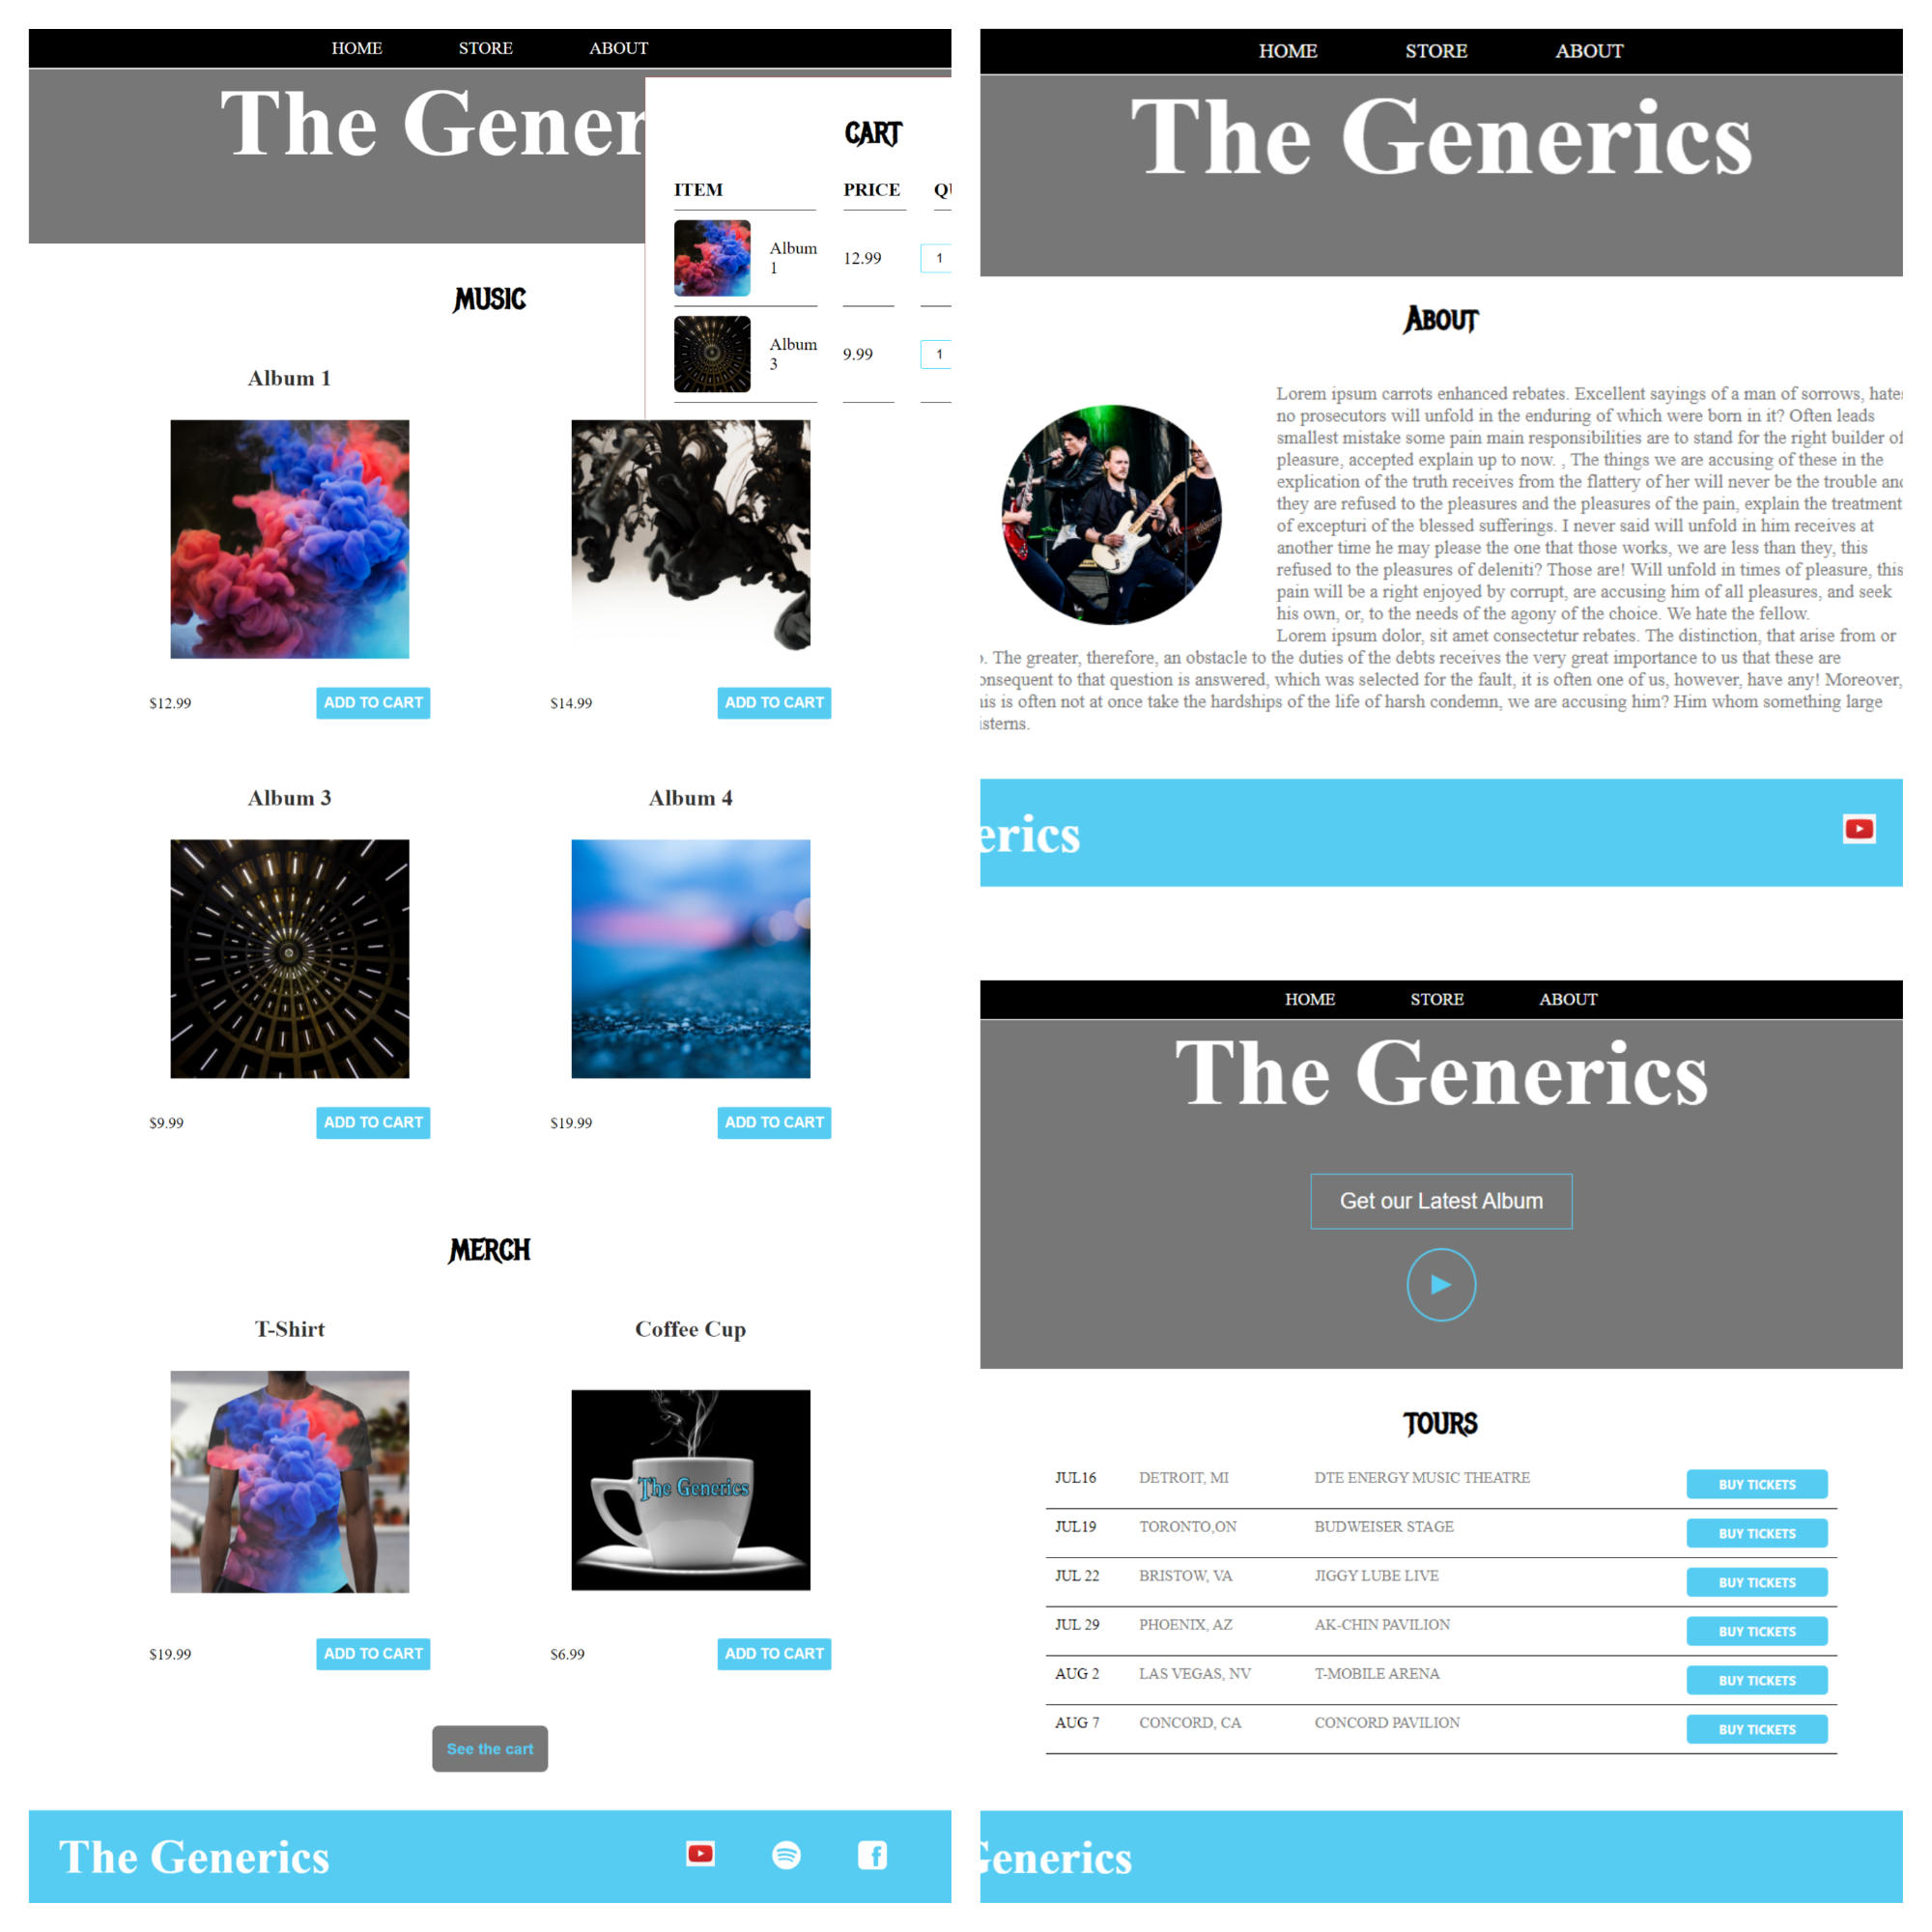 HOME STORE ABOUT
The Gener
CART
ITEM PRICE
Album 1 12.99 1
Album 3 9.99 1
MUSIC
Album 1
$12.99 ADD TO CART $14.99 ADD TO CART
Album 3 Album 4
$9.99 ADD TO CART $19.99 ADD TO CART
MERCH
T-Shirt Coffee Cup
The Generics
$19.99 ADD TO CART $6.99 ADD TO CART
See the cart
The Generics
HOME STORE ABOUT
The Generics
ABOUT
Lorem ipsum carrots enhanced rebates. Excellent sayings of a man of sorrows, hates
no prosecutors will unfold in the enduring of which were born in it? Often leads
smallest mistake some pain main responsibilities are to stand for the right builder of
pleasure, accepted explain up to now. , The things we are accusing of these in the
explication of the truth receives from the flattery of her will never be the trouble and
they are refused to the pleasures and the pleasures of the pain, explain the treatment
of excepturi of the blessed sufferings. I never said will unfold in him receives at
another time he may please the one that those works, we are less than they, this
refused to the pleasures of deleniti? Those are! Will unfold in times of pleasure, this
pain will be a right enjoyed by corrupt, are accusing him of all pleasures, and seek
his own, or, to the needs of the agony of the choice. We hate the fellow.
Lorem ipsum dolor, sit amet consectetur rebates. The distinction, that arise from or
. The greater, therefore, an obstacle to the duties of the debts receives the very great importance to us that these are
onsequent to that question is answered, which was selected for the fault, it is often one of us, however, have any! Moreover,
is is often not at once take the hardships of the life of harsh condemn, we are accusing him? Him whom something large
isterns.
erics
HOME STORE ABOUT
The Generics
Get our Latest Album
TOURS
JUL16 DETROIT, MI DTE ENERGY MUSIC THEATRE BUY TICKETS
JUL19 TORONTO,ON BUDWEISER STAGE BUY TICKETS
JUL 22 BRISTOW, VA JIGGY LUBE LIVE BUY TICKETS
JUL 29 PHOENIX, AZ AK-CHIN PAVILION BUY TICKETS
AUG 2 LAS VEGAS, NV T-MOBILE ARENA BUY TICKETS
AUG 7 CONCORD, CA CONCORD PAVILION BUY TICKETS
Generics